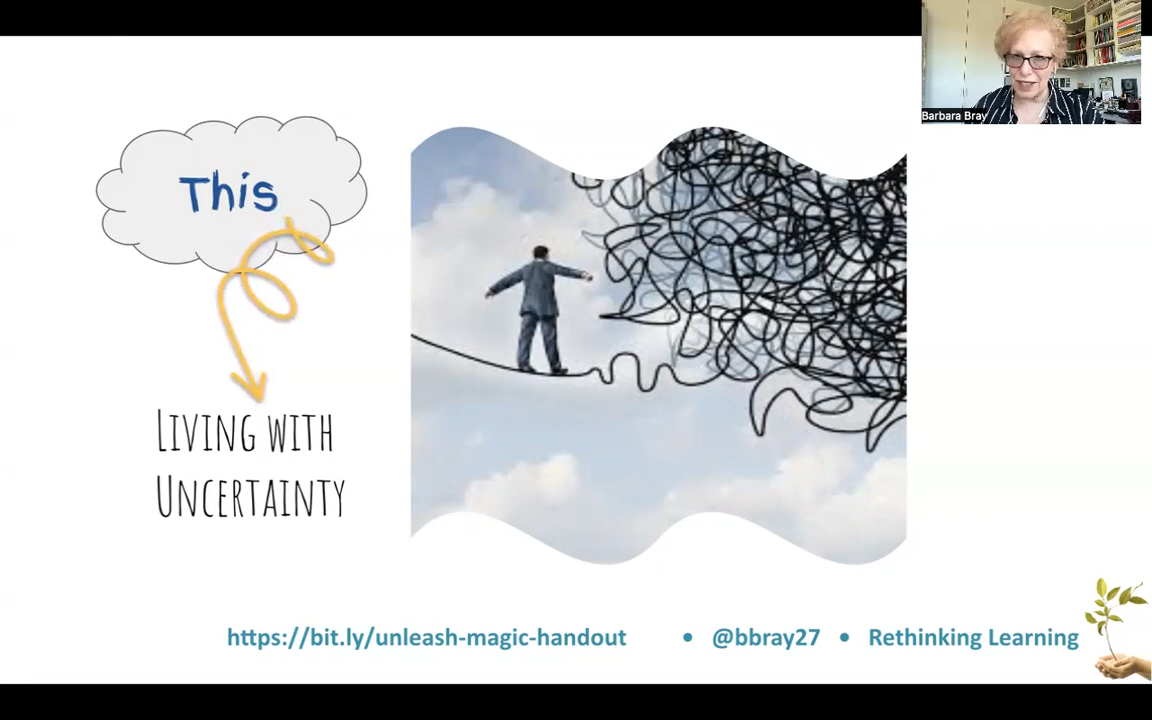 Barbara Bray
This
LIVING WITH
UNCERTAINTY
https://bit.ly/unleash-magic-handout • @bbray27 • Rethinking Learning